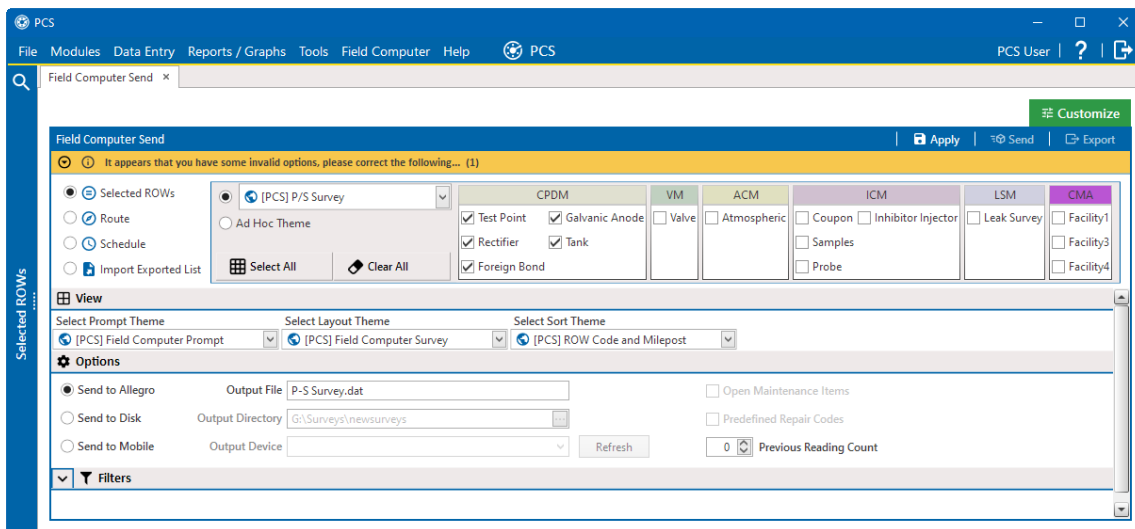 PCS
File Modules Data Entry Reports / Graphs Tools Field Computer Help PCS PCS User ?
Field Computer Send ×
Customize
Field Computer Send Apply Send Export
It appears that you have some invalid options, please correct the following... (1)
Selected ROWs
Route
Schedule
Import Exported List
[PCS] P/S Survey
Ad Hoc Theme
Select All Clear All
CPDM VM ACM ICM LSM CMA
Test Point Galvanic Anode Valve Atmospheric Coupon Inhibitor Injector Leak Survey Facility1
Rectifier Tank Samples Facility3
Foreign Bond Probe Facility4
Selected ROWs
View
Select Prompt Theme Select Layout Theme Select Sort Theme
[PCS] Field Computer Prompt [PCS] Field Computer Survey [PCS] ROW Code and Milepost
Options
Send to Allegro Output File P-S Survey.dat Open Maintenance Items
Send to Disk Output Directory G:\Surveys\newsurveys ... Predefined Repair Codes
Send to Mobile Output Device Refresh 0 Previous Reading Count
Filters